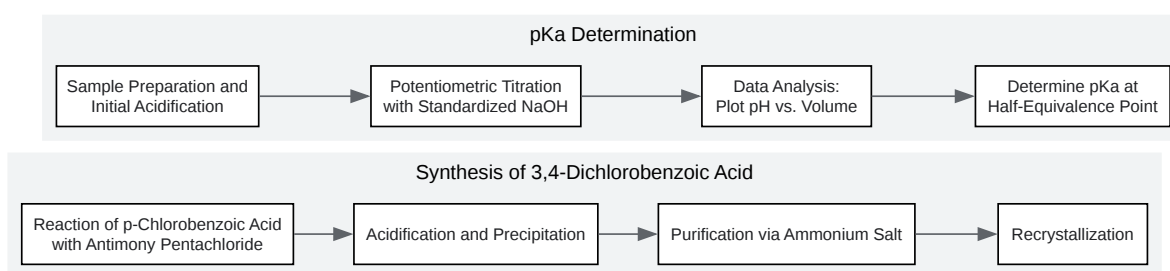 pKa Determination
Sample Preparation and
Initial Acidification
Potentiometric Titration
with Standardized NaOH
Data Analysis:
Plot pH vs. Volume
Determine pKa at
Half-Equivalence Point
Synthesis of 3,4-Dichlorobenzoic Acid
Reaction of p-Chlorobenzoic Acid
with Antimony Pentachloride
Acidification and Precipitation
Purification via Ammonium Salt
Recrystallization